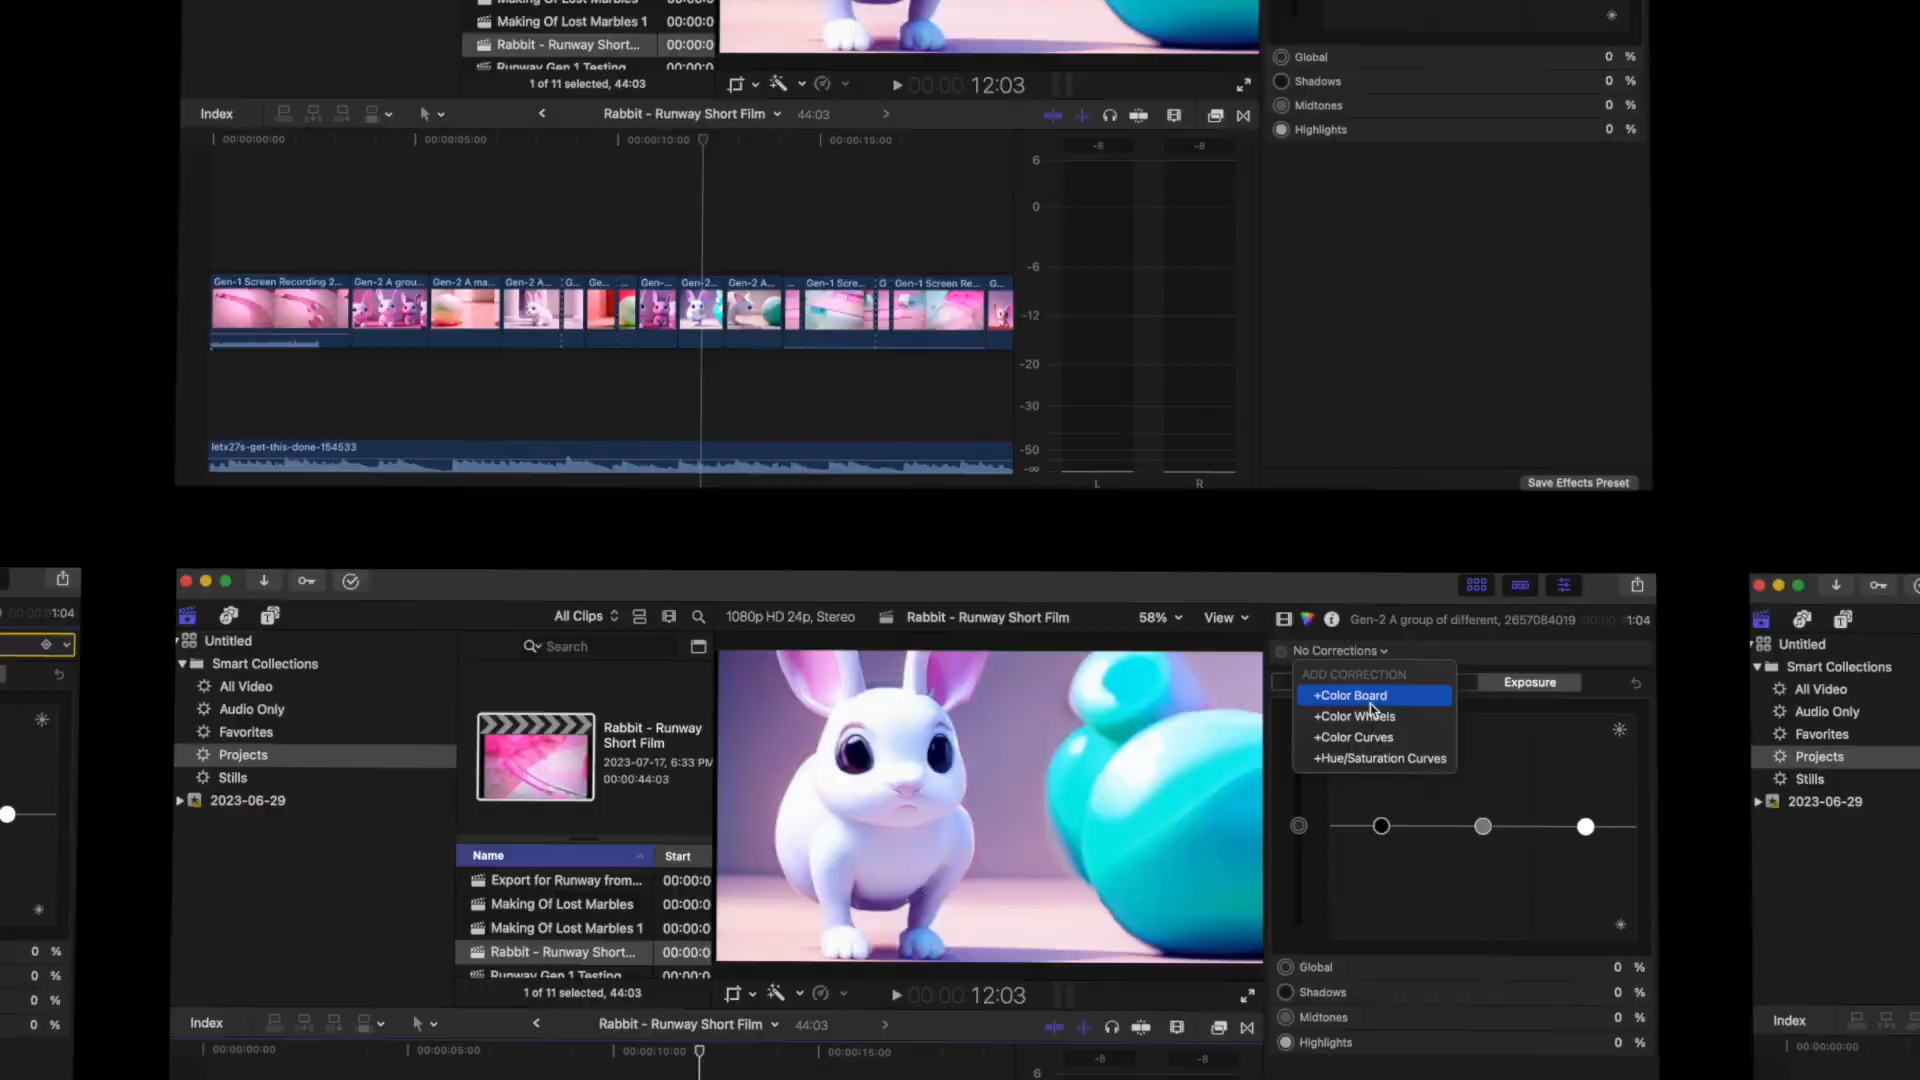 Making Of Lost Marbles 1 00:00:0
Rabbit - Runway Short... 00:00:0
Runway Gen 1 Testing 00:00:0
1 of 11 selected, 44:03
00:00 12:03
Global 0 %
Shadows 0 %
Midtones 0 %
Highlights 0 %
Index
Rabbit - Runway Short Film 44:03
00:00:00:00 00:00:05:00 00:00:10:00 00:00:15:00
-8 -8
6
0
-6
-12
-20
-30
-50
-∞
L R
Gen-1 Screen Recording 2... Gen-2 A grou... Gen-2 A ma... Gen-2 A... G... Ge... ... Gen-... Gen-2... Gen-2 A... ... Gen-1 Scre... G Gen-1 Screen Re... G...
letx27s-get-this-done-154533
Save Effects Preset
1:04
0 %
0 %
0 %
0 %
All Clips
1080p HD 24p, Stereo
Rabbit - Runway Short Film
58%
View
Gen-2 A group of different, 2657084019 00:00 1:04
Untitled
Smart Collections
All Video
Audio Only
Favorites
Projects
Stills
2023-06-29
Search
Rabbit - Runway
Short Film
2023-07-17, 6:33 PM
00:00:44:03
Name Start
Export for Runway from... 00:00:0
Making Of Lost Marbles 00:00:0
Making Of Lost Marbles 1 00:00:0
Rabbit - Runway Short... 00:00:0
Runway Gen 1 Testing 00:00:0
1 of 11 selected, 44:03
00:00 12:03
No Corrections
ADD CORRECTION
+Color Board
+Color Wheels
+Color Curves
+Hue/Saturation Curves
Exposure
Global 0 %
Shadows 0 %
Midtones 0 %
Highlights 0 %
Index
Rabbit - Runway Short Film 44:03
00:00:00:00 00:00:05:00 00:00:10:00 00:00:15:00
-8 -8
6
Untitled
Smart Collections
All Video
Audio Only
Favorites
Projects
Stills
2023-06-29
Index
00:00:00:00